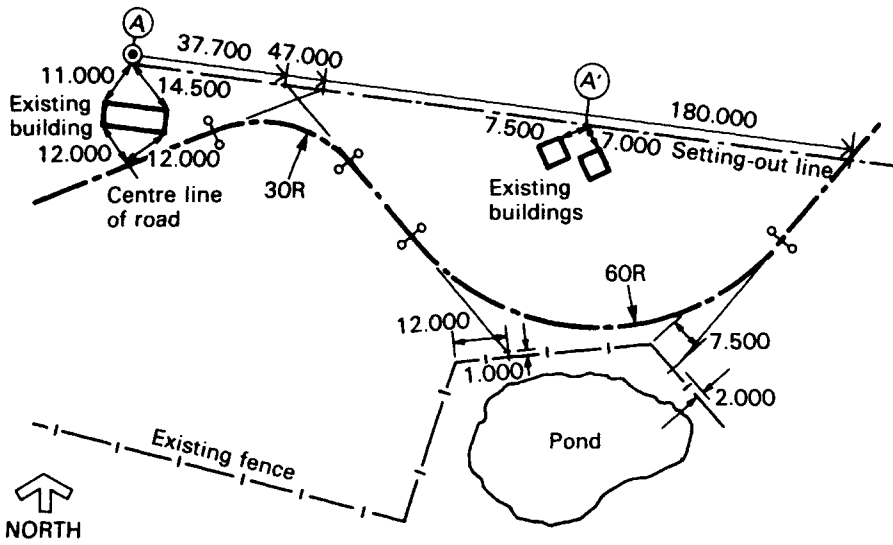 A
37.700
47.000
11.000
14.500
A'
180.000
Existing
building
7.500
7.000
12.000
12.000
Setting-out line
Centre line
of road
30R
Existing
buildings
60R
12.000
7.500
1.000
2.000
Existing fence
Pond
NORTH